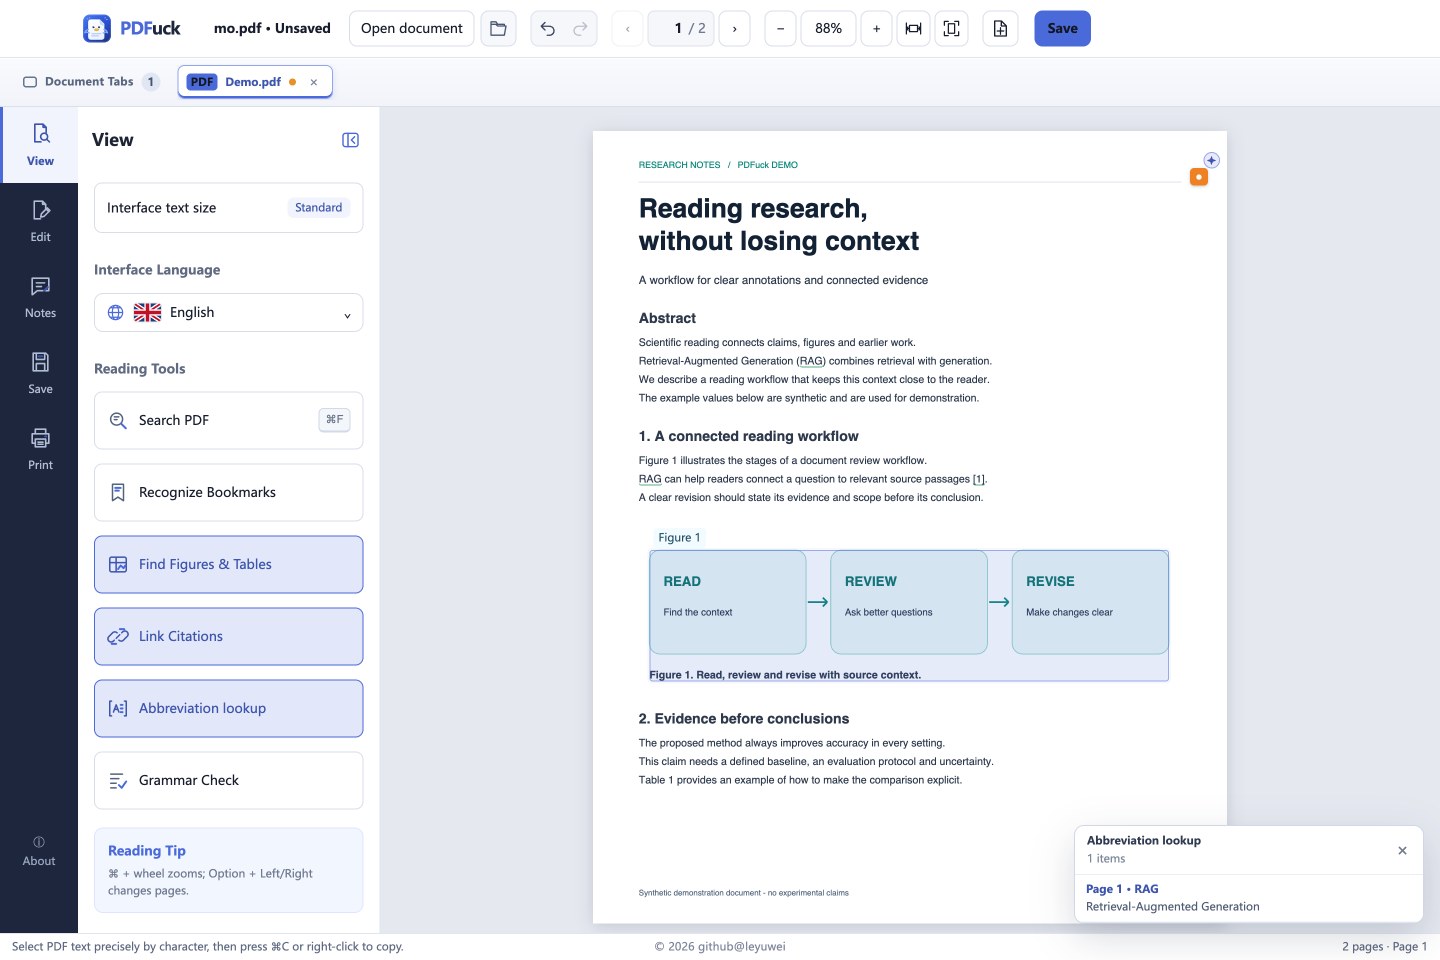 PDFuck
mo.pdf • Unsaved
Open document
‹
1 / 2
›
−
88%
+
Save
Document Tabs 1
PDF Demo.pdf ×
View
Edit
Notes
Save
Print
About
View
Interface text size Standard
Interface Language
English
Reading Tools
Search PDF ⌘F
Recognize Bookmarks
Find Figures & Tables
Link Citations
Abbreviation lookup
Grammar Check
Reading Tip
⌘ + wheel zooms; Option + Left/Right
changes pages.
RESEARCH NOTES / PDFuck DEMO
Reading research,
without losing context
A workflow for clear annotations and connected evidence
Abstract
Scientific reading connects claims, figures and earlier work.
Retrieval-Augmented Generation (RAG) combines retrieval with generation.
We describe a reading workflow that keeps this context close to the reader.
The example values below are synthetic and are used for demonstration.
1. A connected reading workflow
Figure 1 illustrates the stages of a document review workflow.
RAG can help readers connect a question to relevant source passages [1].
A clear revision should state its evidence and scope before its conclusion.
Figure 1
READ
Find the context
REVIEW
Ask better questions
REVISE
Make changes clear
Figure 1. Read, review and revise with source context.
2. Evidence before conclusions
The proposed method always improves accuracy in every setting.
This claim needs a defined baseline, an evaluation protocol and uncertainty.
Table 1 provides an example of how to make the comparison explicit.
Synthetic demonstration document - no experimental claims
Abbreviation lookup
1 items
×
Page 1 • RAG
Retrieval-Augmented Generation
Select PDF text precisely by character, then press ⌘C or right-click to copy.
© 2026 github@leyuwei
2 pages · Page 1